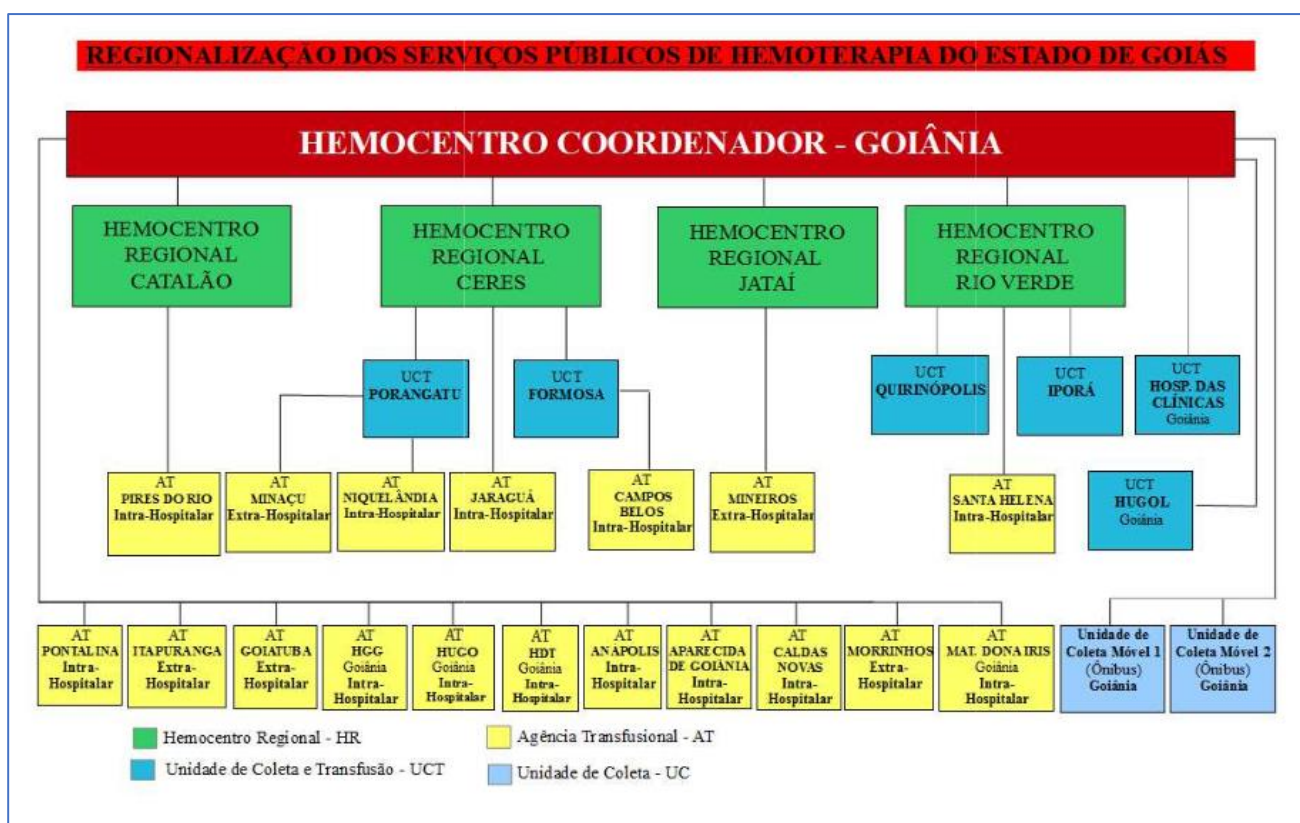 REGIONALIZAÇÃO DOS SERVIÇOS PÚBLICOS DE HEMOTERAPIA DO ESTADO DE GOIÁS
HEMOCENTRO COORDENADOR - GOIÂNIA
HEMOCENTRO
REGIONAL
CATALÃO
HEMOCENTRO
REGIONAL
CERES
HEMOCENTRO
REGIONAL
JATAÍ
HEMOCENTRO
REGIONAL
RIO VERDE
UCT
PORANGATU
UCT
FORMOSA
UCT
QUIRINÓPOLIS
UCT
IPORÁ
UCT
HOSP. DAS
CLÍNICAS
Goiânia
AT
PIRES DO RIO
Intra-Hospitalar
AT
MINAÇU
Extra-Hospitalar
AT
NIQUELÂNDIA
Intra-Hospitalar
AT
JARAGUÁ
Intra-Hospitalar
AT
CAMPOS
BELOS
Intra-Hospitalar
AT
MINEIROS
Extra-Hospitalar
AT
SANTA HELENA
Intra-Hospitalar
UCT
HUGOL
Goiânia
AT
PONTALINA
Intra-
Hospitalar
AT
ITAPURANGA
Extra-
Hospitalar
AT
GOIATUBA
Extra-
Hospitalar
AT
HGG
Goiânia
Intra-
Hospitalar
AT
HUGO
Goiânia
Intra-
Hospitalar
AT
HDT
Goiânia
Intra-
Hospitalar
AT
ANÁPOLIS
Intra-
Hospitalar
AT
APARECIDA
DE GOIÂNIA
Intra-
Hospitalar
AT
CALDAS
NOVAS
Intra-
Hospitalar
AT
MORRINHOS
Extra-
Hospitalar
AT
MAT. DONA IRIS
Goiânia
Intra-
Hospitalar
Unidade de
Coleta Móvel 1
(Ônibus)
Goiânia
Unidade de
Coleta Móvel 2
(Ônibus)
Goiânia
Hemocentro Regional - HR
Agência Transfusional - AT
Unidade de Coleta e Transfusão - UCT
Unidade de Coleta - UC